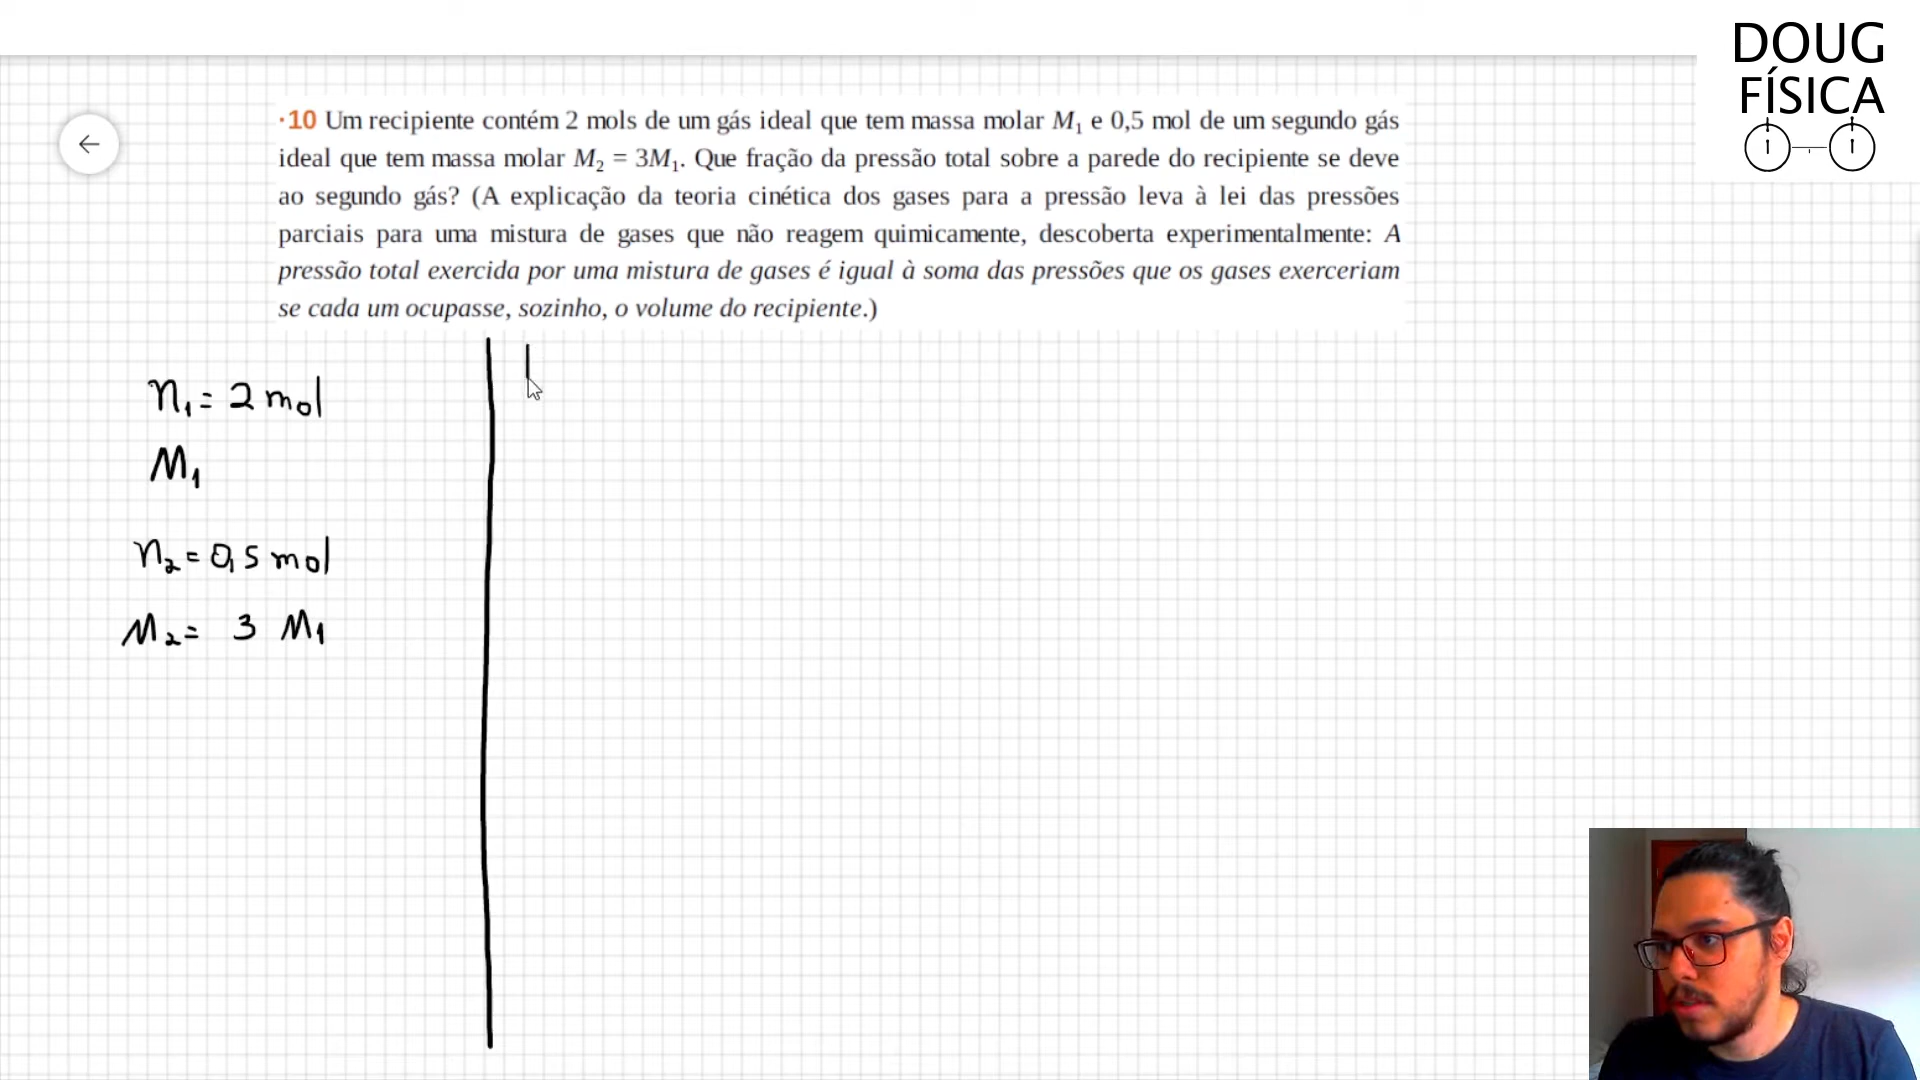 DOUG
FÍSICA
·10 Um recipiente contém 2 mols de um gás ideal que tem massa molar M₁ e 0,5 mol de um segundo gás
ideal que tem massa molar M₂ = 3M₁. Que fração da pressão total sobre a parede do recipiente se deve
ao segundo gás? (A explicação da teoria cinética dos gases para a pressão leva à lei das pressões
parciais para uma mistura de gases que não reagem quimicamente, descoberta experimentalmente: A
pressão total exercida por uma mistura de gases é igual à soma das pressões que os gases exerceriam
se cada um ocupasse, sozinho, o volume do recipiente.)
n₁ = 2 mol
M₁
n₂ = 0,5 mol
M₂ = 3 M₁